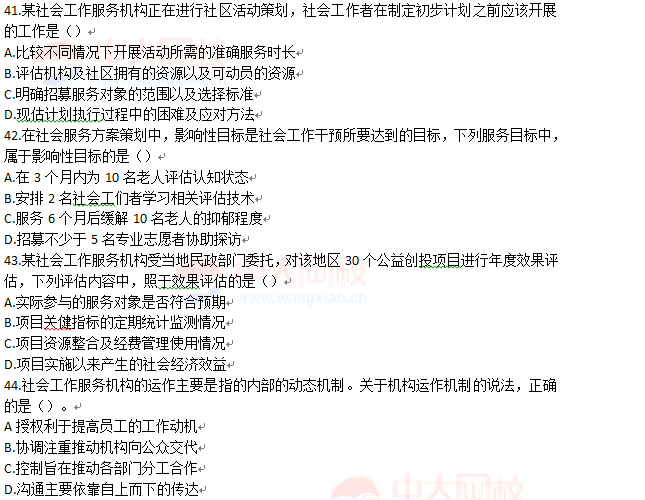 41.某社会工作服务机构正在进行社区活动策划，社会工作者在制定初步计划之前应该开展
的工作是（）
A.比较不同情况下开展活动所需的准确服务时长
B.评估机构及社区拥有的资源以及可动员的资源
C.明确招募服务对象的范围以及选择标准
D.现估计划执行过程中的困难及应对方法
42.在社会服务方案策划中，影响性目标是社会工作干预所要达到的目标，下列服务目标中，
属于影响性目标的是（）
A.在 3 个月内为 10 名老人评估认知状态
B.安排 2 名社会工们者学习相关评估技术
C.服务 6 个月后缓解 10 名老人的抑郁程度
D.招募不少于 5 名专业志愿者协助探访
43.某社会工作服务机构受当地民政部门委托，对该地区 30 个公益创投项目进行年度效果评
估，下列评估内容中，照于效果评估的是（）
A.实际参与的服务对象是否符合预期
B.项目关健指标的定期统计监测情况
C.项目资源整合及经费管理使用情况
D.项目实施以来产生的社会经济效益
44.社会工作服务机构的运作主要是指的内部的动态机制。关于机构运作机制的说法，正确
的是（）。
A 授权利于提高员工的工作动机
B.协调注重推动机构向公众交代
C.控制旨在推动各部门分工合作
D.沟通主要依靠自上而下的传达
中大网校
www.wangxiao.cn
中大网校